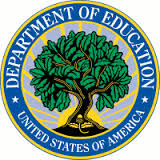 DEPARTMENT OF EDUCATION
UNITED STATES OF AMERICA